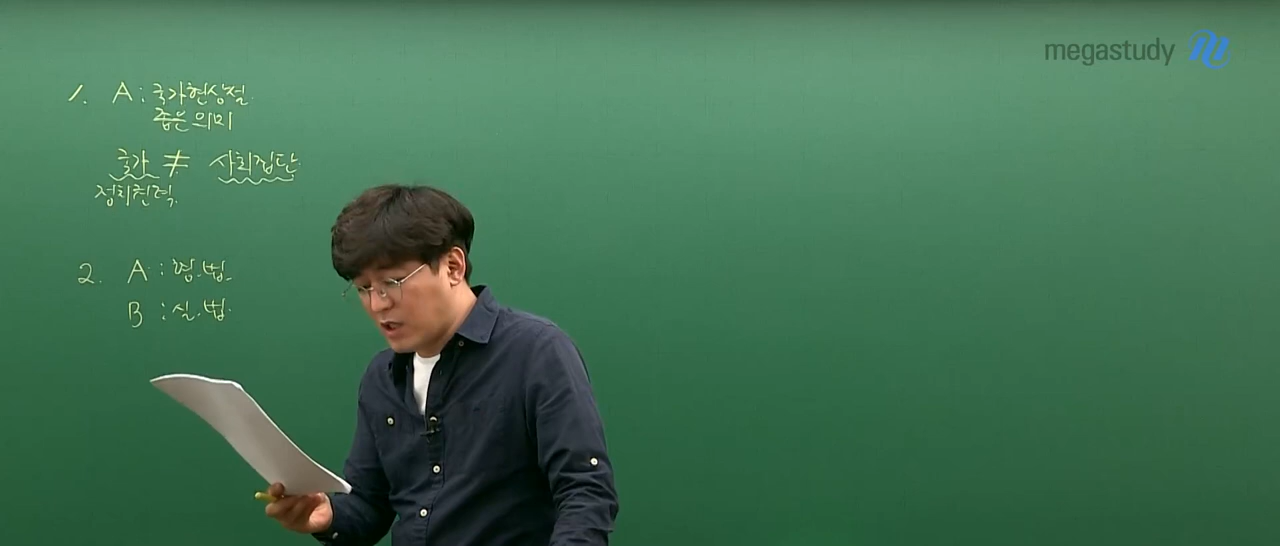 megastudy
1. A : 국가현상설
좁은 의미
국가 ≠ 사회집단
정치권력
2. A : 형.법.
B : 실.법.